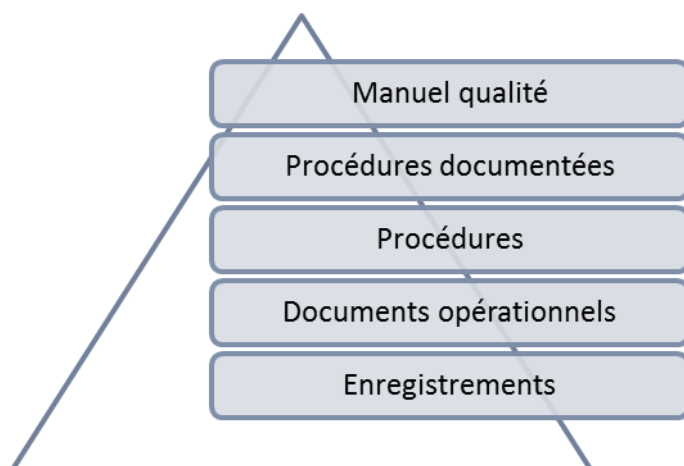 Manuel qualité
Procédures documentées
Procédures
Documents opérationnels
Enregistrements